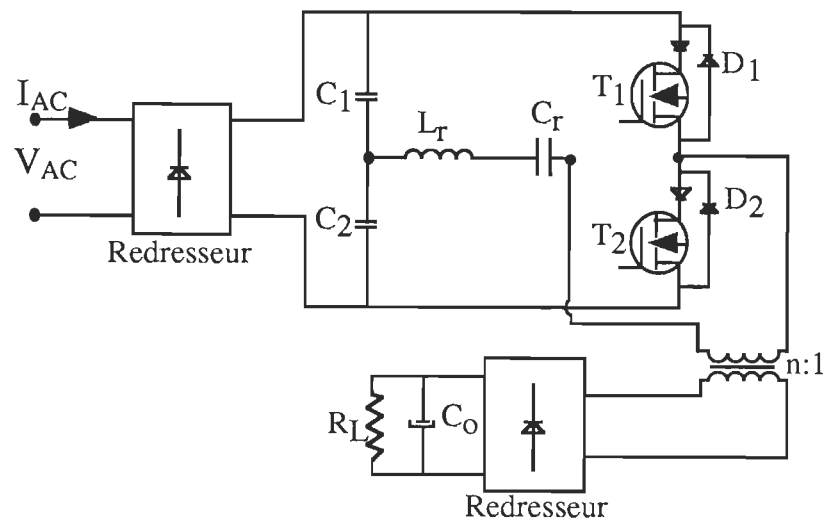 I_AC
V_AC
Redresseur
C_1
C_2
L_r
C_r
T_1
D_1
T_2
D_2
n:1
R_L
C_o
Redresseur